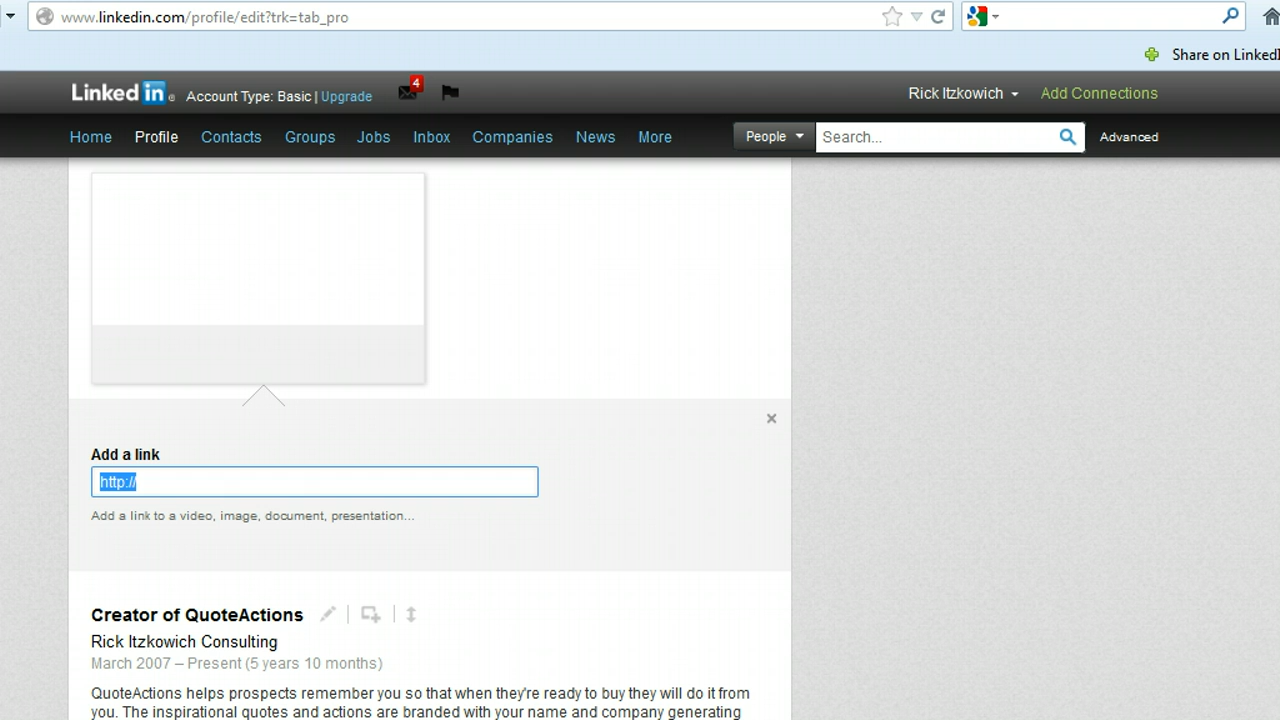 www.linkedin.com/profile/edit?trk=tab_pro
Share on LinkedI
Linked in ® Account Type: Basic | Upgrade 4 Rick Itzkowich Add Connections
Home Profile Contacts Groups Jobs Inbox Companies News More People Search... Advanced
Add a link
http://
Add a link to a video, image, document, presentation...
Creator of QuoteActions
Rick Itzkowich Consulting
March 2007 – Present (5 years 10 months)
QuoteActions helps prospects remember you so that when they're ready to buy they will do it from
you. The inspirational quotes and actions are branded with your name and company generating